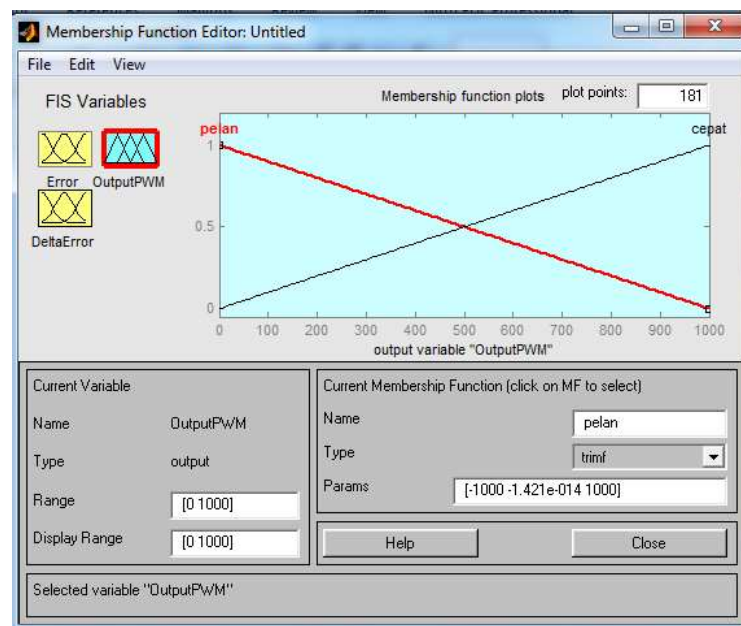 Membership Function Editor: Untitled
File Edit View
FIS Variables
Membership function plots plot points: 181
pelan
cepat
1
0.5
0
Error OutputPWM
DeltaError
0 100 200 300 400 500 600 700 800 900 1000
output variable "OutputPWM"
Current Variable
Name OutputPWM
Type output
Range [0 1000]
Display Range [0 1000]
Current Membership Function (click on MF to select)
Name pelan
Type trimf
Params [-1000 -1.421e-014 1000]
Help Close
Selected variable "OutputPWM"